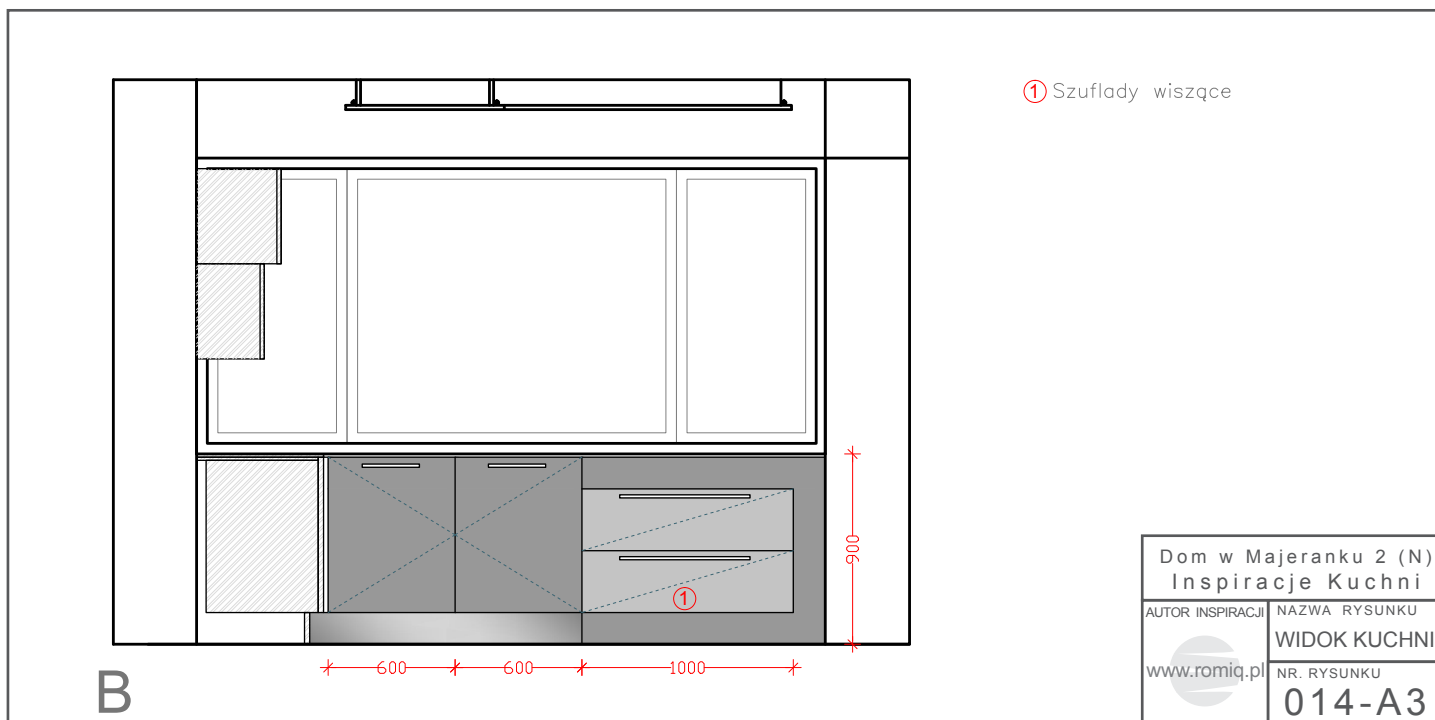 ① Szuflady wiszące
900
①
600 600 1000
B
Dom w Majeranku 2 (N)
Inspiracje Kuchni
AUTOR INSPIRACJI
www.romiq.pl
NAZWA RYSUNKU
WIDOK KUCHNI
NR. RYSUNKU
014-A3